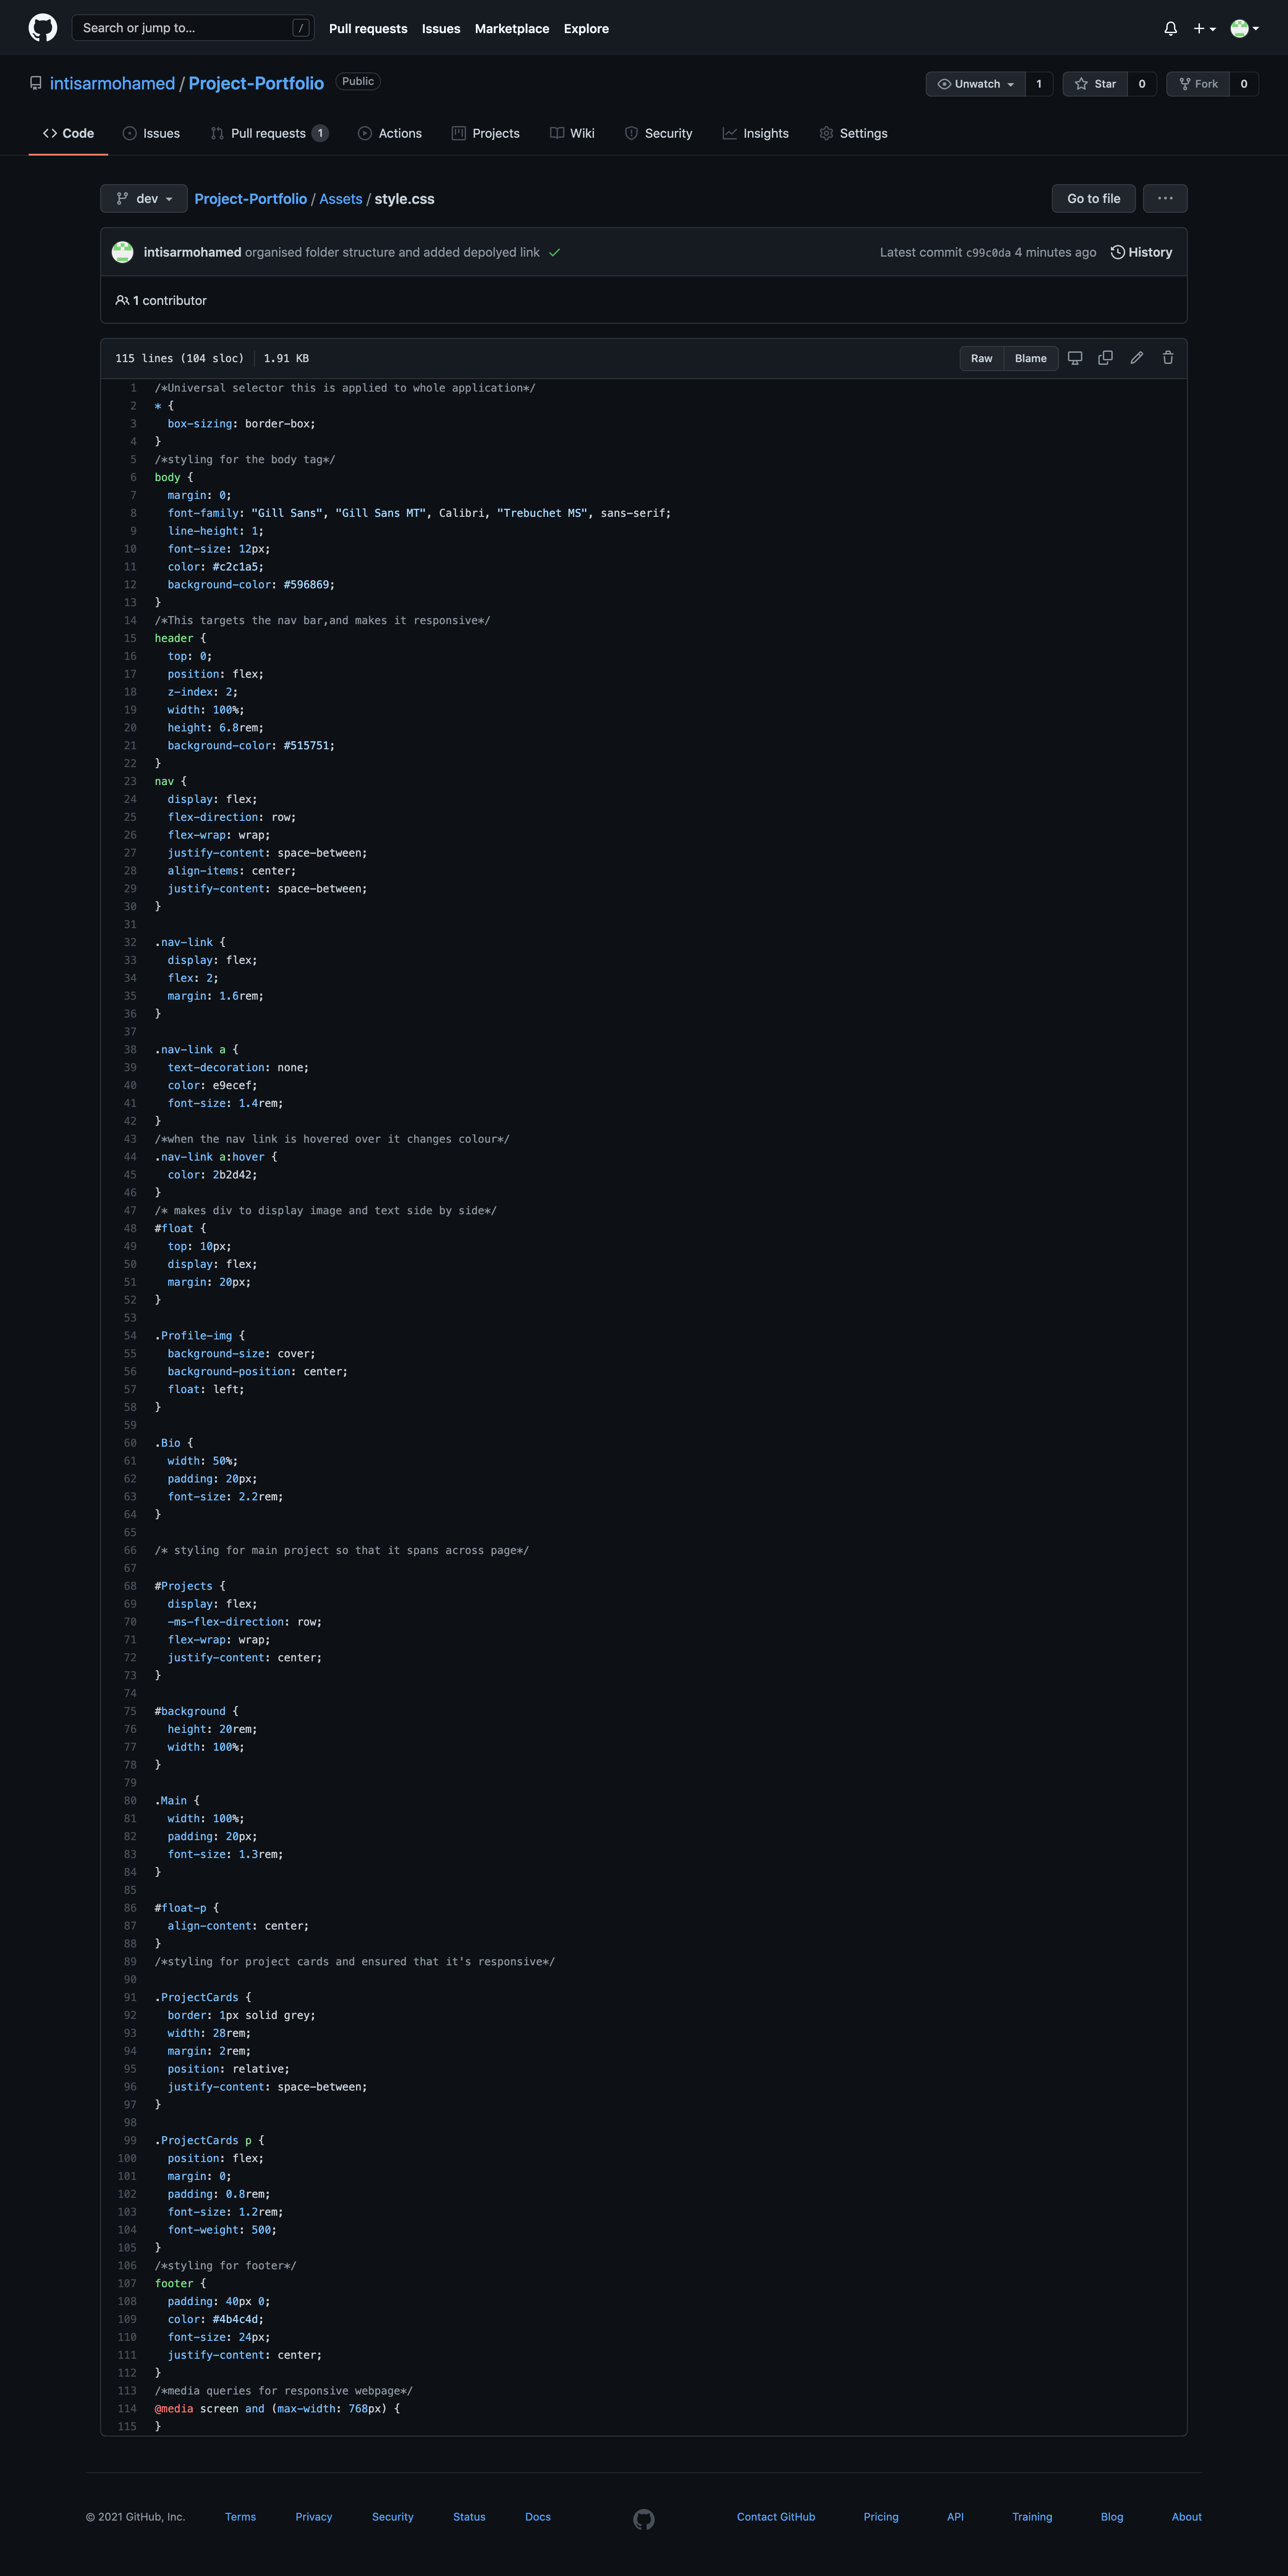 Search or jump to... /
Pull requests Issues Marketplace Explore
intisarmohamed / Project-Portfolio Public
Unwatch 1 Star 0 Fork 0
Code Issues Pull requests 1 Actions Projects Wiki Security Insights Settings
dev Project-Portfolio / Assets / style.css Go to file ...
intisarmohamed organised folder structure and added depolyed link Latest commit c99c0da 4 minutes ago History
1 contributor
115 lines (104 sloc) 1.91 KB Raw Blame
1 /*Universal selector this is applied to whole application*/
2 * {
3 box-sizing: border-box;
4 }
5 /*styling for the body tag*/
6 body {
7 margin: 0;
8 font-family: "Gill Sans", "Gill Sans MT", Calibri, "Trebuchet MS", sans-serif;
9 line-height: 1;
10 font-size: 12px;
11 color: #c2c1a5;
12 background-color: #596869;
13 }
14 /*This targets the nav bar,and makes it responsive*/
15 header {
16 top: 0;
17 position: flex;
18 z-index: 2;
19 width: 100%;
20 height: 6.8rem;
21 background-color: #515751;
22 }
23 nav {
24 display: flex;
25 flex-direction: row;
26 flex-wrap: wrap;
27 justify-content: space-between;
28 align-items: center;
29 justify-content: space-between;
30 }
31
32 .nav-link {
33 display: flex;
34 flex: 2;
35 margin: 1.6rem;
36 }
37
38 .nav-link a {
39 text-decoration: none;
40 color: e9ecef;
41 font-size: 1.4rem;
42 }
43 /*when the nav link is hovered over it changes colour*/
44 .nav-link a:hover {
45 color: 2b2d42;
46 }
47 /* makes div to display image and text side by side*/
48 #float {
49 top: 10px;
50 display: flex;
51 margin: 20px;
52 }
53
54 .Profile-img {
55 background-size: cover;
56 background-position: center;
57 float: left;
58 }
59
60 .Bio {
61 width: 50%;
62 padding: 20px;
63 font-size: 2.2rem;
64 }
65
66 /* styling for main project so that it spans across page*/
67
68 #Projects {
69 display: flex;
70 -ms-flex-direction: row;
71 flex-wrap: wrap;
72 justify-content: center;
73 }
74
75 #background {
76 height: 20rem;
77 width: 100%;
78 }
79
80 .Main {
81 width: 100%;
82 padding: 20px;
83 font-size: 1.3rem;
84 }
85
86 #float-p {
87 align-content: center;
88 }
89 /*styling for project cards and ensured that it's responsive*/
90
91 .ProjectCards {
92 border: 1px solid grey;
93 width: 28rem;
94 margin: 2rem;
95 position: relative;
96 justify-content: space-between;
97 }
98
99 .ProjectCards p {
100 position: flex;
101 margin: 0;
102 padding: 0.8rem;
103 font-size: 1.2rem;
104 font-weight: 500;
105 }
106 /*styling for footer*/
107 footer {
108 padding: 40px 0;
109 color: #4b4c4d;
110 font-size: 24px;
111 justify-content: center;
112 }
113 /*media queries for responsive webpage*/
114 @media screen and (max-width: 768px) {
115 }
© 2021 GitHub, Inc. Terms Privacy Security Status Docs Contact GitHub Pricing API Training Blog About